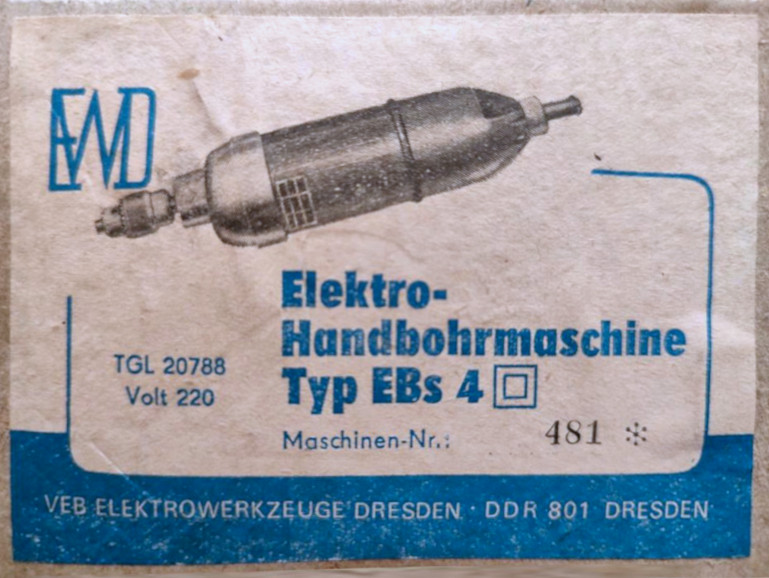 EWD
Elektro-
Handbohrmaschine
Typ EBs 4
TGL 20788
Volt 220
Maschinen-Nr.: 481 *
VEB ELEKTROWERKZEUGE DRESDEN · DDR 801 DRESDEN